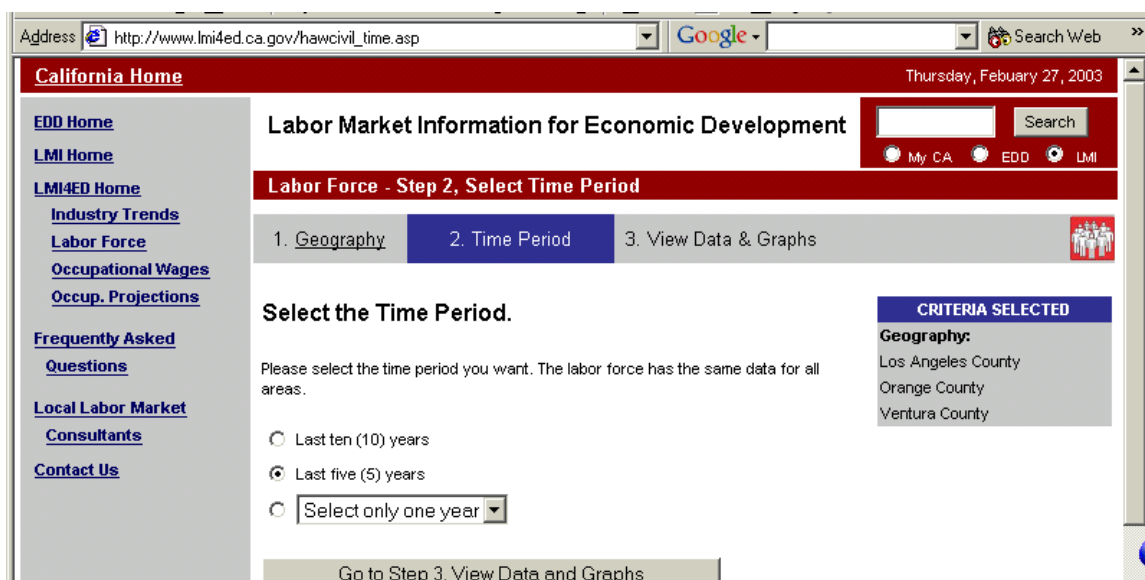 Address http://www.lmi4ed.ca.gov/hawcivil_time.asp Google Search Web »
California Home Thursday, Febuary 27, 2003
EDD Home
LMI Home
LMI4ED Home
Industry Trends
Labor Force
Occupational Wages
Occup. Projections
Frequently Asked
Questions
Local Labor Market
Consultants
Contact Us
Labor Market Information for Economic Development
Search
My CA EDD LMI
Labor Force - Step 2, Select Time Period
1. Geography 2. Time Period 3. View Data & Graphs
Select the Time Period.
Please select the time period you want. The labor force has the same data for all
areas.
Last ten (10) years
Last five (5) years
Select only one year
Go to Step 3, View Data and Graphs
CRITERIA SELECTED
Geography:
Los Angeles County
Orange County
Ventura County